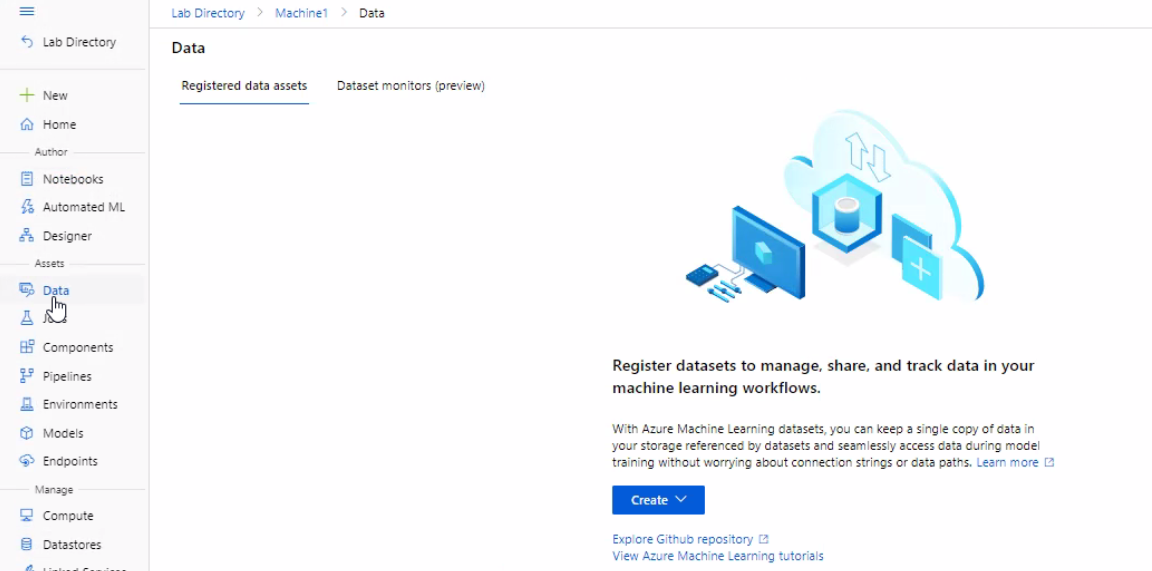 Lab Directory > Machine1 > Data
Lab Directory
Data
Registered data assets Dataset monitors (preview)
New
Home
Author
Notebooks
Automated ML
Designer
Assets
Data
Components
Pipelines
Environments
Models
Endpoints
Manage
Compute
Datastores
Register datasets to manage, share, and track data in your
machine learning workflows.
With Azure Machine Learning datasets, you can keep a single copy of data in
your storage referenced by datasets and seamlessly access data during model
training without worrying about connection strings or data paths. Learn more
Create
Explore Github repository
View Azure Machine Learning tutorials